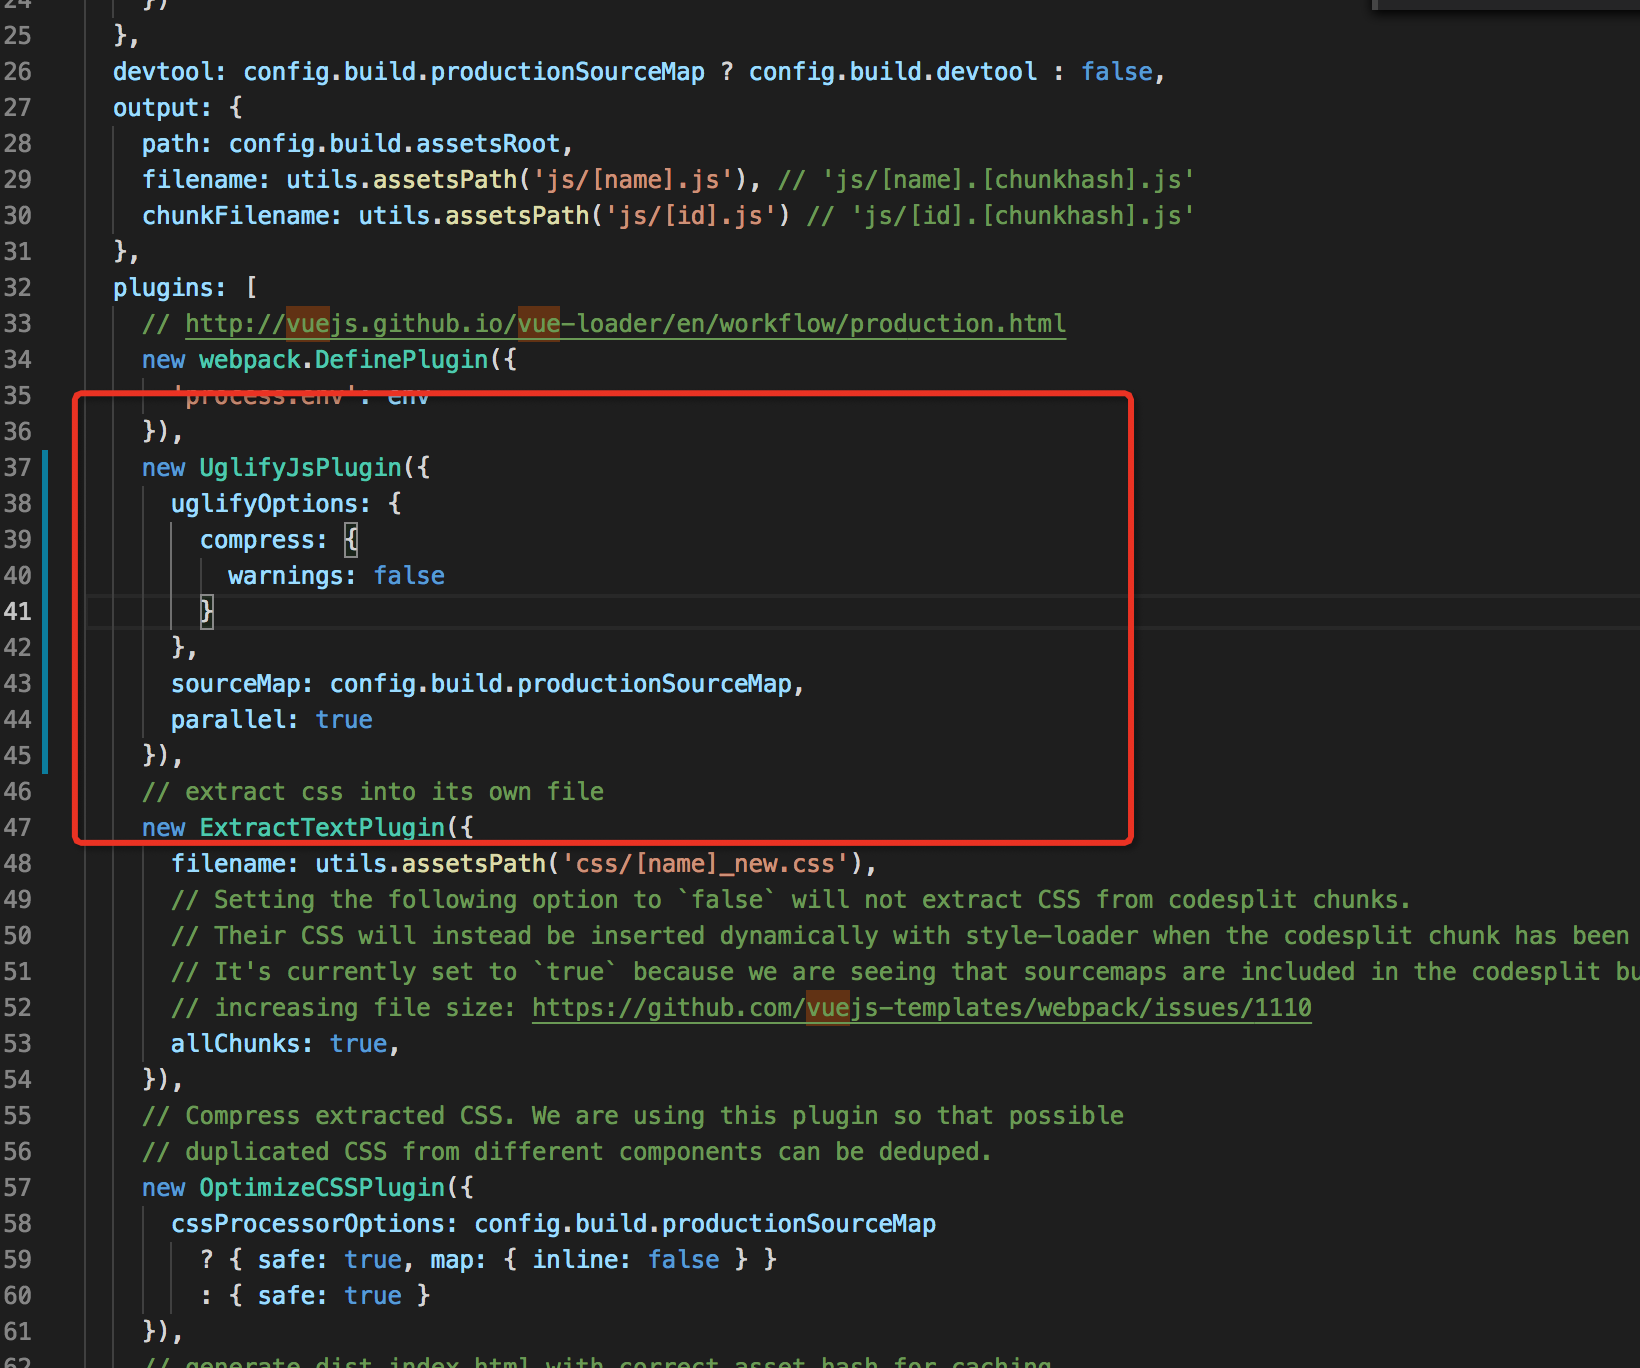 24 })
25 },
26 devtool: config.build.productionSourceMap ? config.build.devtool : false,
27 output: {
28 path: config.build.assetsRoot,
29 filename: utils.assetsPath('js/[name].js'), // 'js/[name].[chunkhash].js'
30 chunkFilename: utils.assetsPath('js/[id].js') // 'js/[id].[chunkhash].js'
31 },
32 plugins: [
33 // http://vuejs.github.io/vue-loader/en/workflow/production.html
34 new webpack.DefinePlugin({
35 'process.env': env
36 }),
37 new UglifyJsPlugin({
38 uglifyOptions: {
39 compress: {
40 warnings: false
41 }
42 },
43 sourceMap: config.build.productionSourceMap,
44 parallel: true
45 }),
46 // extract css into its own file
47 new ExtractTextPlugin({
48 filename: utils.assetsPath('css/[name]_new.css'),
49 // Setting the following option to `false` will not extract CSS from codesplit chunks.
50 // Their CSS will instead be inserted dynamically with style-loader when the codesplit chunk has been
51 // It's currently set to `true` because we are seeing that sourcemaps are included in the codesplit bu
52 // increasing file size: https://github.com/vuejs-templates/webpack/issues/1110
53 allChunks: true,
54 }),
55 // Compress extracted CSS. We are using this plugin so that possible
56 // duplicated CSS from different components can be deduped.
57 new OptimizeCSSPlugin({
58 cssProcessorOptions: config.build.productionSourceMap
59 ? { safe: true, map: { inline: false } }
60 : { safe: true }
61 }),
62 // generate dist index.html with correct asset hash for caching